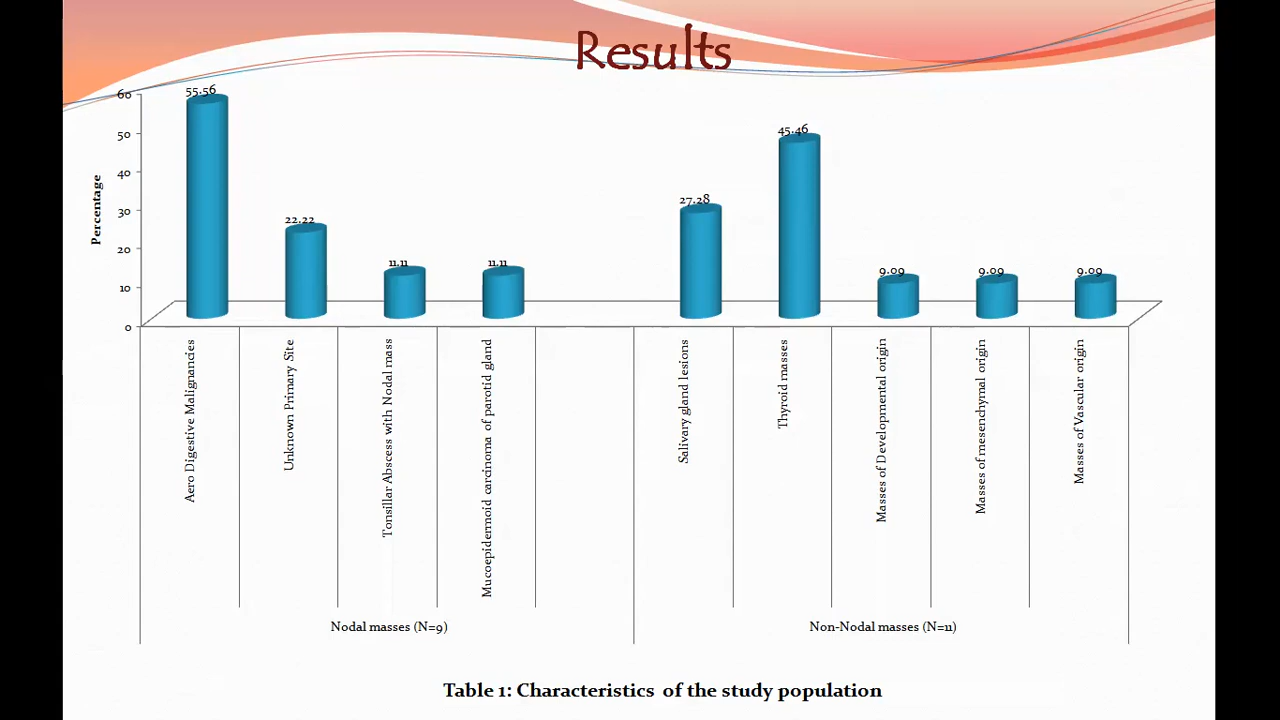 Results
55.56
60
50
40
30
20
10
0
Percentage
22.22
11.11
11.11
27.28
45.46
9.09
9.09
9.09
Aero Digestive Malignancies
Unknown Primary Site
Tonsillar Abscess with Nodal mass
Mucoepidermoid carcinoma of parotid gland
Salivary gland lesions
Thyroid masses
Masses of Developmental origin
Masses of mesenchymal origin
Masses of Vascular origin
Nodal masses (N=9)
Non-Nodal masses (N=11)
Table 1: Characteristics of the study population